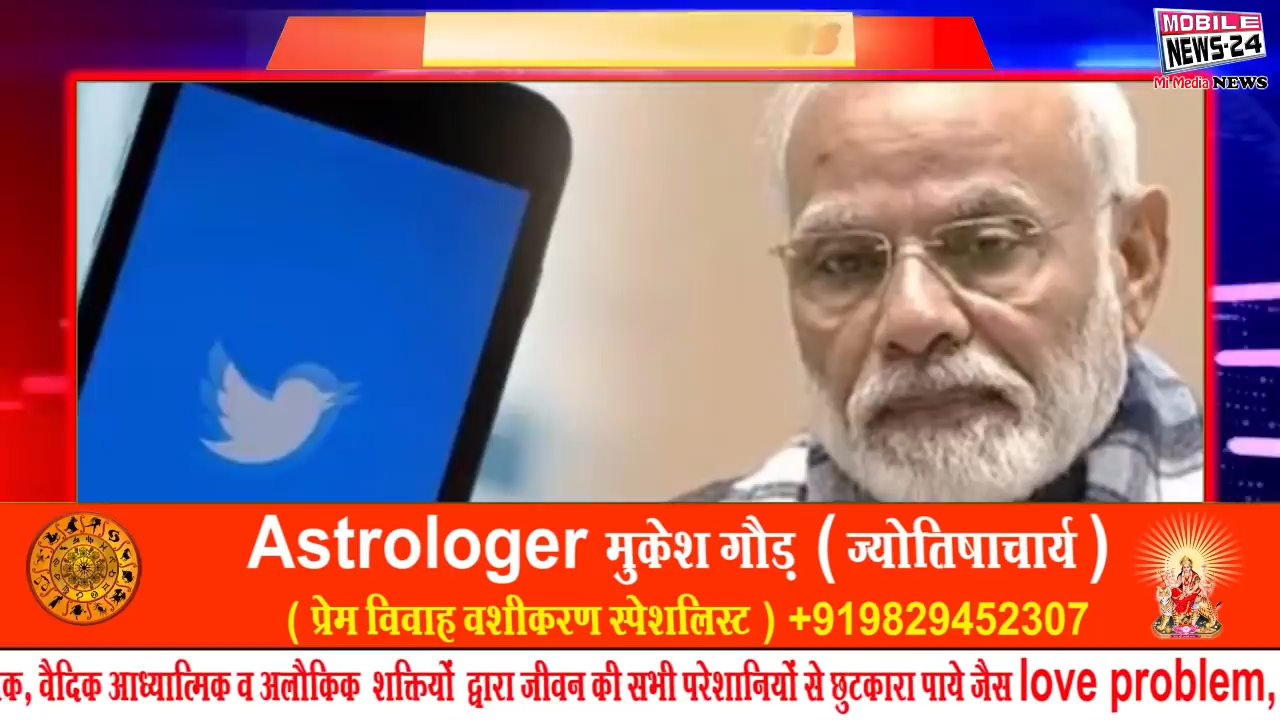 MOBILE
NEWS-24
Mi Media NEWS
Astrologer मुकेश गौड़ ( ज्योतिषाचार्य )
( प्रेम विवाह वशीकरण स्पेशलिस्ट ) +919829452307
क, वैदिक आध्यात्मिक व अलौकिक शक्तियों द्वारा जीवन की सभी परेशानियों से छुटकारा पाये जैस love problem,